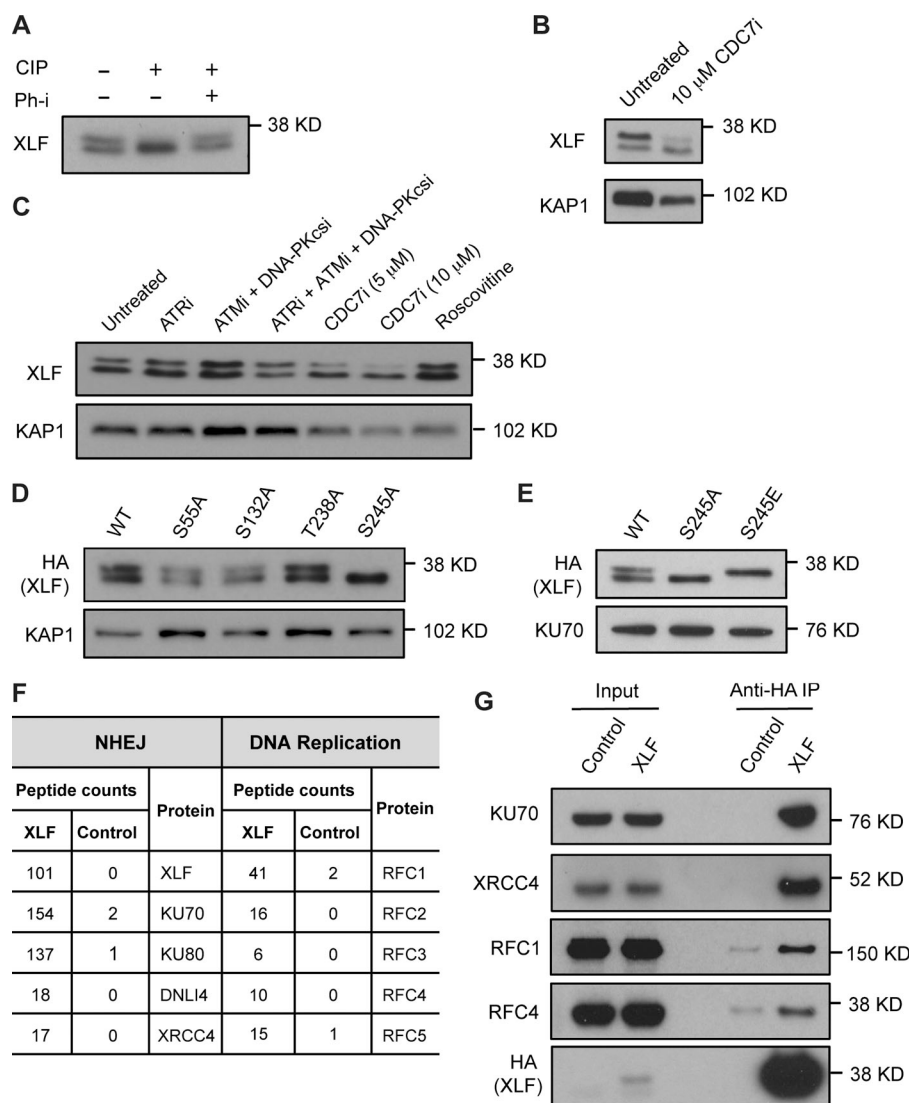 A
CIP – + +
Ph-i – – +
XLF
38 KD
B
Untreated
10 µM CDC7i
XLF
38 KD
KAP1
102 KD
C
Untreated
ATRi
ATMi + DNA-PKcsi
ATRi + ATMi + DNA-PKcsi
CDC7i (5 µM)
CDC7i (10 µM)
Roscovitine
XLF
38 KD
KAP1
102 KD
D
WT
S55A
S132A
T238A
S245A
HA
(XLF)
38 KD
KAP1
102 KD
E
WT
S245A
S245E
HA
(XLF)
38 KD
KU70
76 KD
F
NHEJ DNA Replication
Peptide counts Protein Peptide counts Protein
XLF Control XLF Control
101 0 XLF 41 2 RFC1
154 2 KU70 16 0 RFC2
137 1 KU80 6 0 RFC3
18 0 DNLI4 10 0 RFC4
17 0 XRCC4 15 1 RFC5
G
Input Anti-HA IP
Control XLF Control XLF
KU70
76 KD
XRCC4
52 KD
RFC1
150 KD
RFC4
38 KD
HA
(XLF)
38 KD